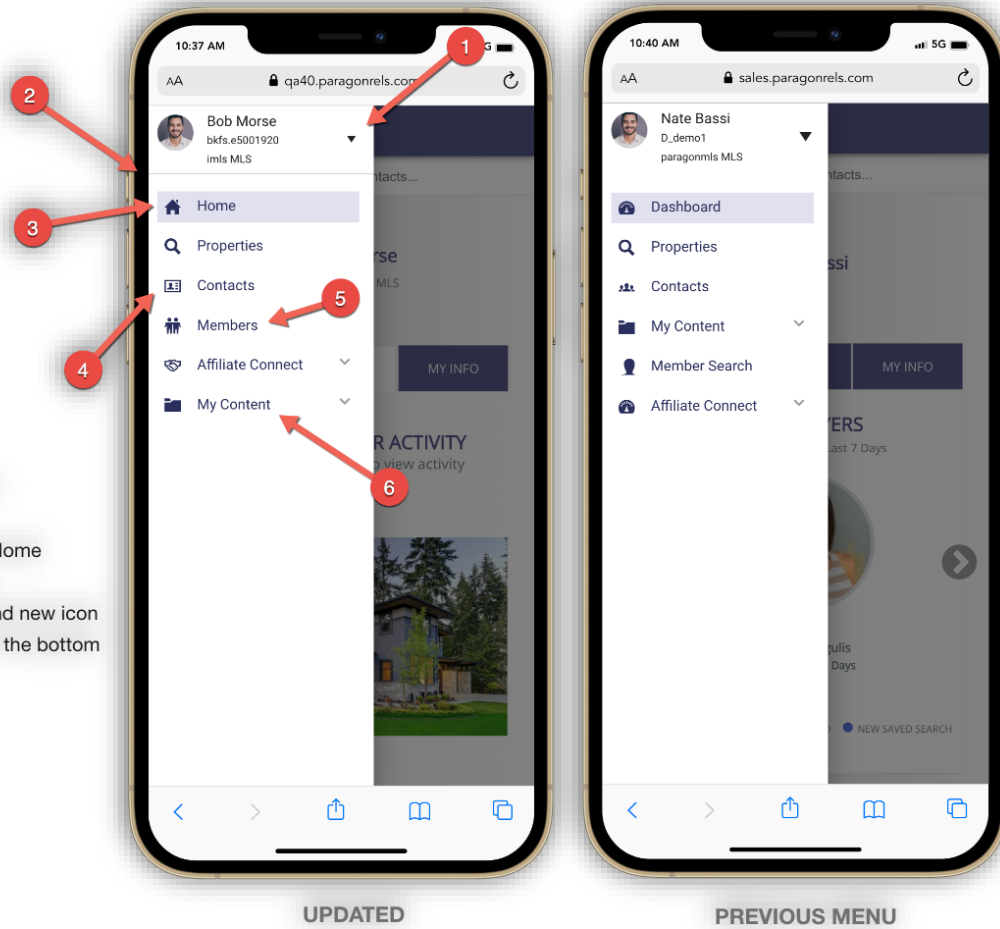 1
2
3
4
5
6
10:37 AM
G
AA
qa40.paragonrels.com
Bob Morse
bkfs.e5001920
imls MLS
ntacts...
Home
Properties
Contacts
Members
Affiliate Connect
My Content
rse
MLS
MY INFO
R ACTIVITY
view activity
ome
nd new icon
the bottom
UPDATED
10:40 AM
5G
AA
sales.paragonrels.com
Nate Bassi
D_demo1
paragonmls MLS
ntacts...
Dashboard
Properties
Contacts
My Content
Member Search
Affiliate Connect
ssi
MY INFO
YERS
Last 7 Days
gulis
Days
NEW SAVED SEARCH
PREVIOUS MENU